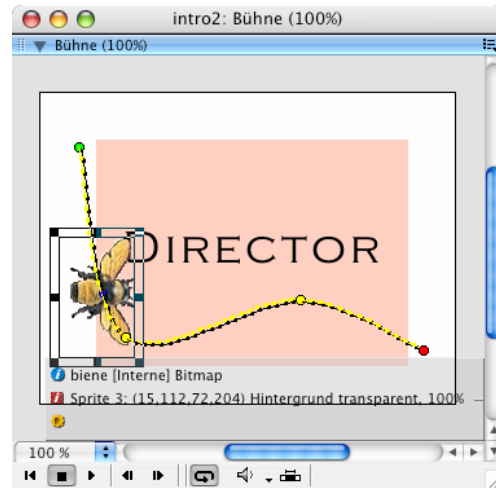 intro2: Bühne (100%)
Bühne (100%)
DIRECTOR
biene [Interne] Bitmap
Sprite 3: (15,112,72,204) Hintergrund transparent, 100%
100 %